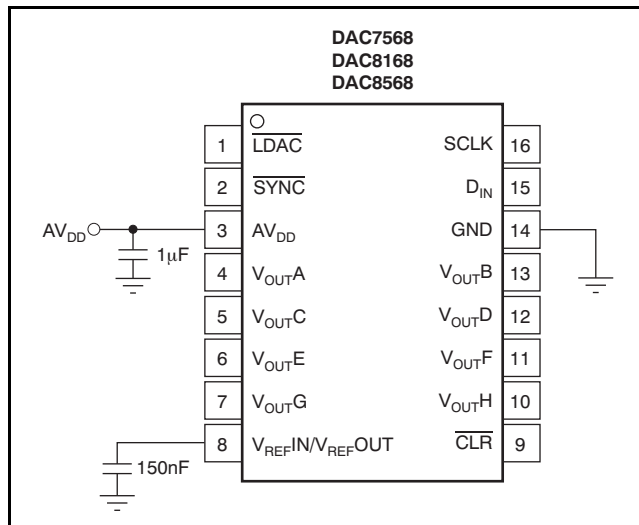 DAC7568
DAC8168
DAC8568
1 LDAC SCLK 16
2 SYNC DIN 15
AVDD 3 AVDD GND 14
1μF
4 VOUTA VOUTB 13
5 VOUTC VOUTD 12
6 VOUTE VOUTF 11
7 VOUTG VOUTH 10
8 VREFIN/VREFOUT CLR 9
150nF